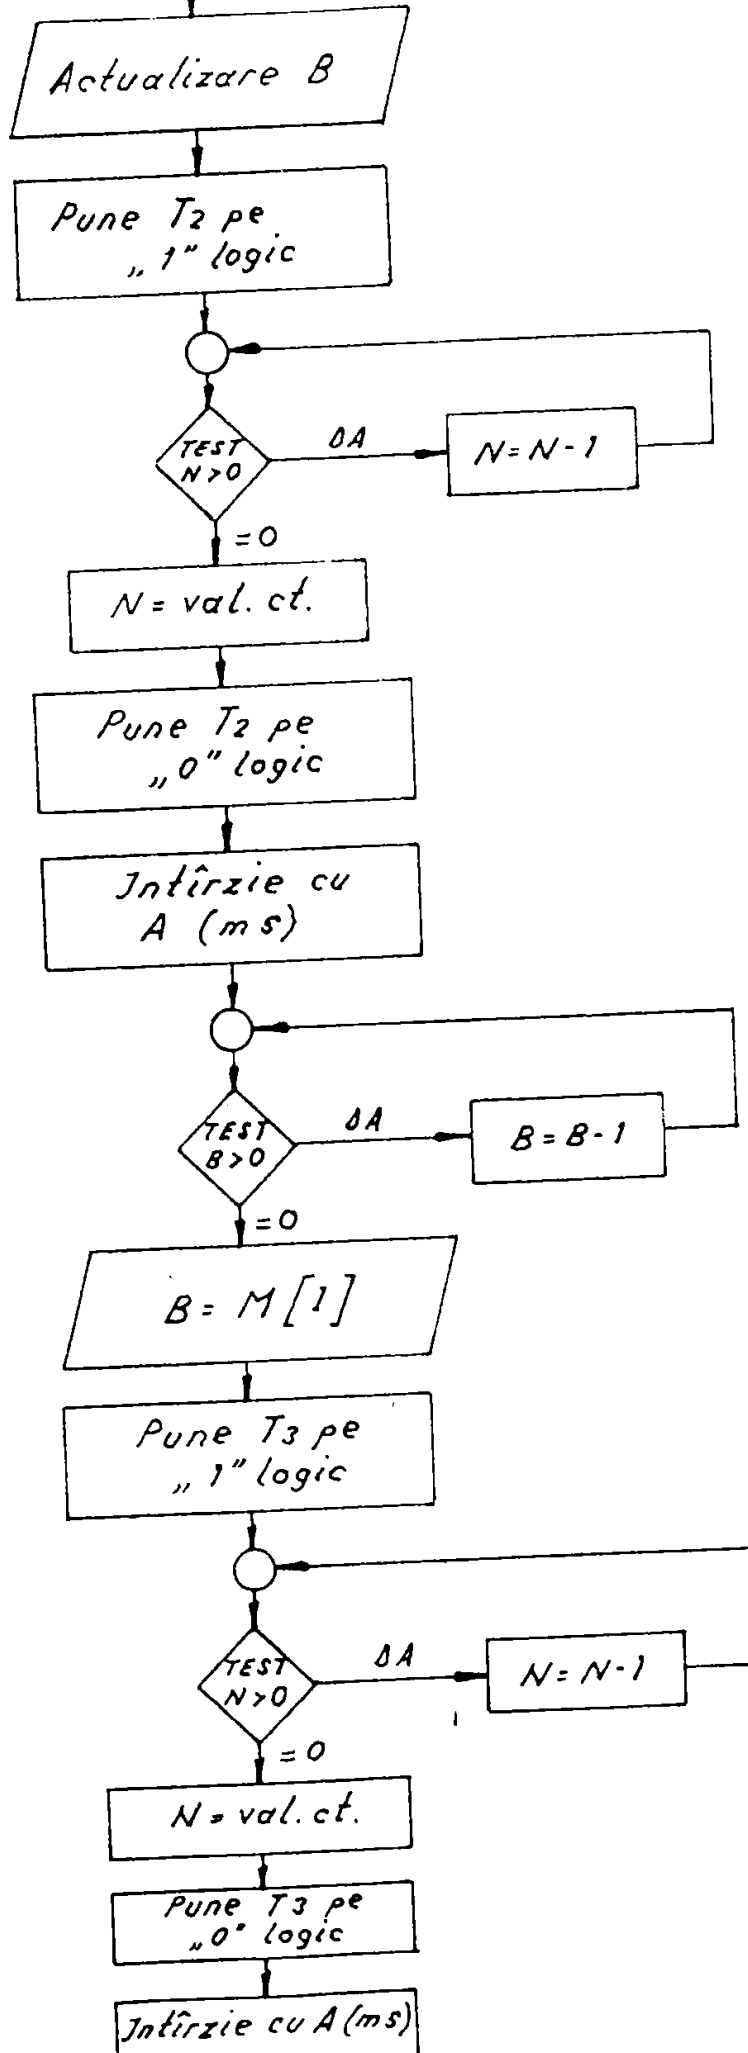 Actualizare B
Pune T2 pe
„1” logic
TEST
N>0
DA
N=N-1
=0
N= val. ct.
Pune T2 pe
„0” logic
Intîrzie cu
A (ms)
TEST
B>0
DA
B=B-1
=0
B= M[1]
Pune T3 pe
„1” logic
TEST
N>0
DA
N=N-1
=0
N= val. ct.
Pune T3 pe
„0” logic
Intîrzie cu A (ms)